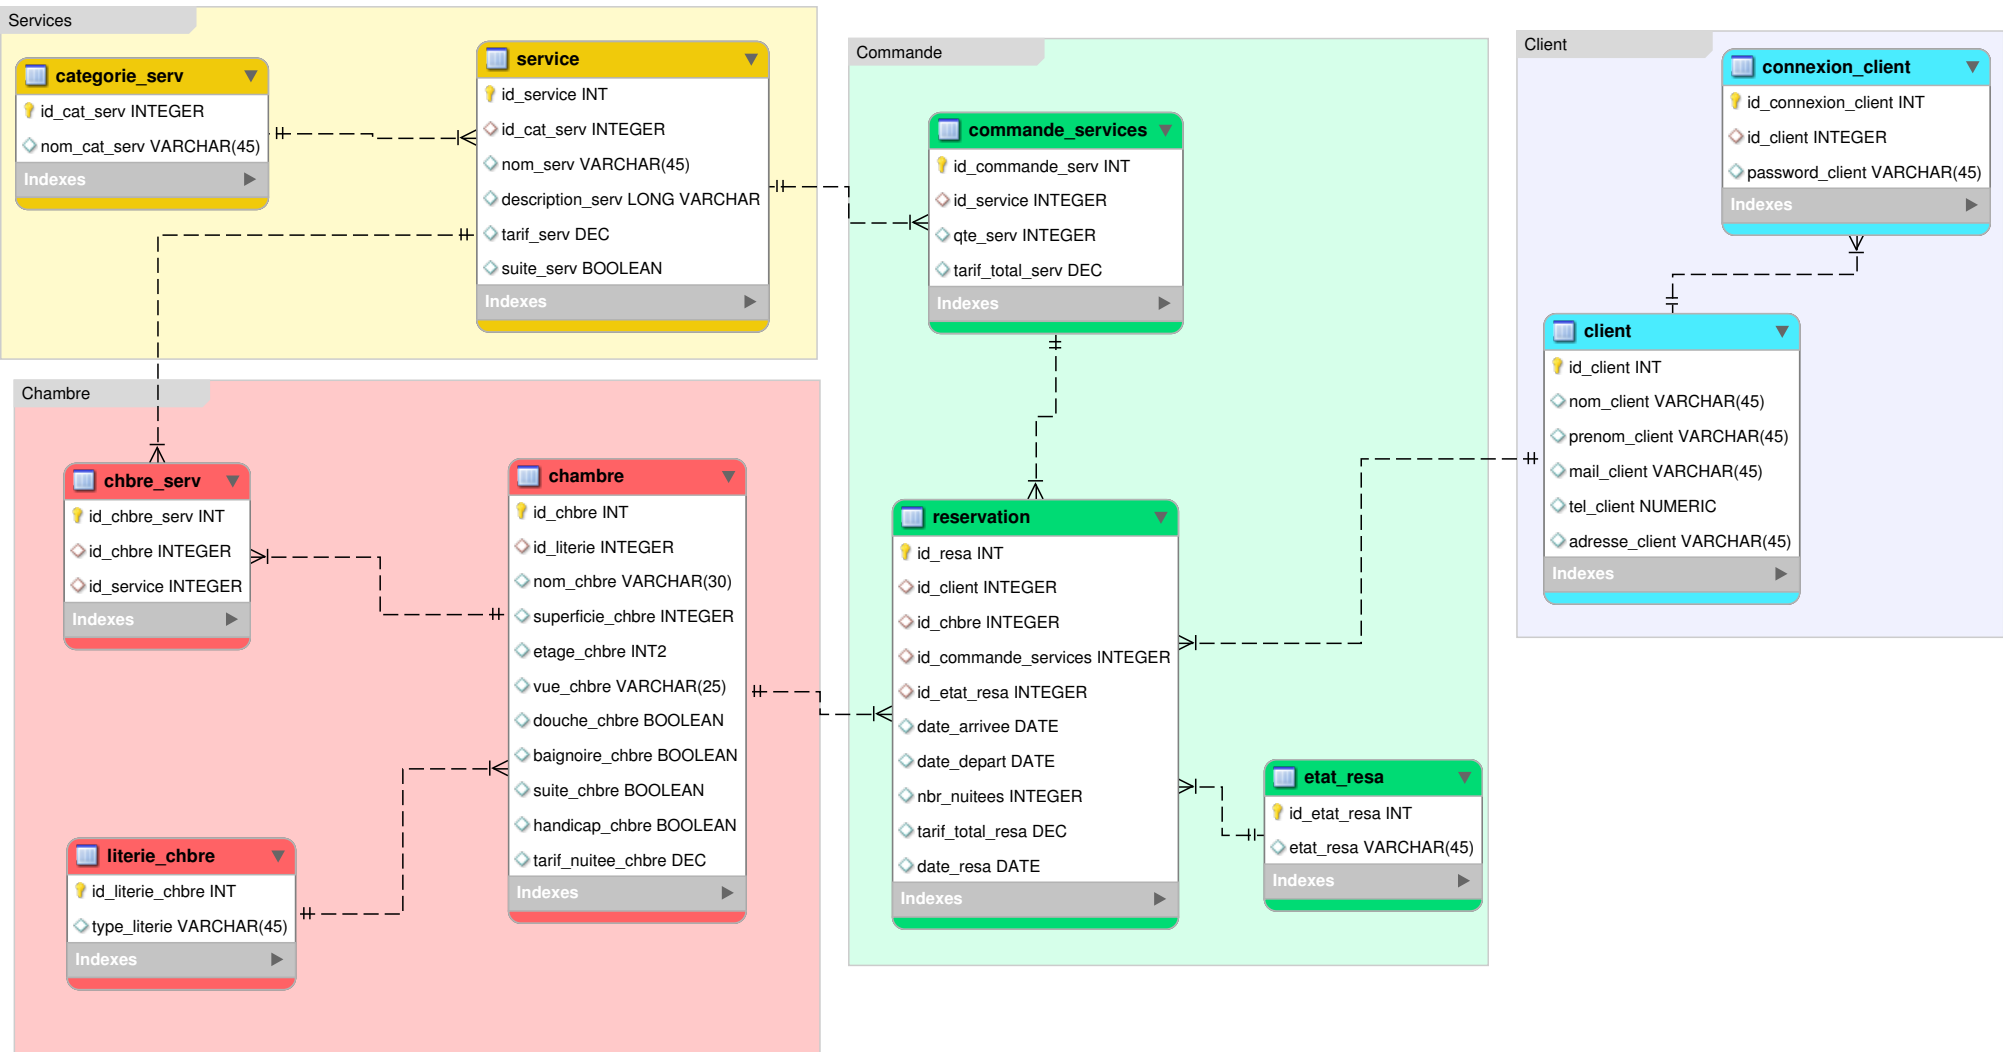 Services
categorie_serv
id_cat_serv INTEGER
nom_cat_serv VARCHAR(45)
Indexes
service
id_service INT
id_cat_serv INTEGER
nom_serv VARCHAR(45)
description_serv LONG VARCHAR
tarif_serv DEC
suite_serv BOOLEAN
Indexes
Chambre
chbre_serv
id_chbre_serv INT
id_chbre INTEGER
id_service INTEGER
Indexes
chambre
id_chbre INT
id_literie INTEGER
nom_chbre VARCHAR(30)
superficie_chbre INTEGER
etage_chbre INT2
vue_chbre VARCHAR(25)
douche_chbre BOOLEAN
baignoire_chbre BOOLEAN
suite_chbre BOOLEAN
handicap_chbre BOOLEAN
tarif_nuitee_chbre DEC
Indexes
literie_chbre
id_literie_chbre INT
type_literie VARCHAR(45)
Indexes
Commande
commande_services
id_commande_serv INT
id_service INTEGER
qte_serv INTEGER
tarif_total_serv DEC
Indexes
reservation
id_resa INT
id_client INTEGER
id_chbre INTEGER
id_commande_services INTEGER
id_etat_resa INTEGER
date_arrivee DATE
date_depart DATE
nbr_nuitees INTEGER
tarif_total_resa DEC
date_resa DATE
Indexes
etat_resa
id_etat_resa INT
etat_resa VARCHAR(45)
Indexes
Client
connexion_client
id_connexion_client INT
id_client INTEGER
password_client VARCHAR(45)
Indexes
client
id_client INT
nom_client VARCHAR(45)
prenom_client VARCHAR(45)
mail_client VARCHAR(45)
tel_client NUMERIC
adresse_client VARCHAR(45)
Indexes